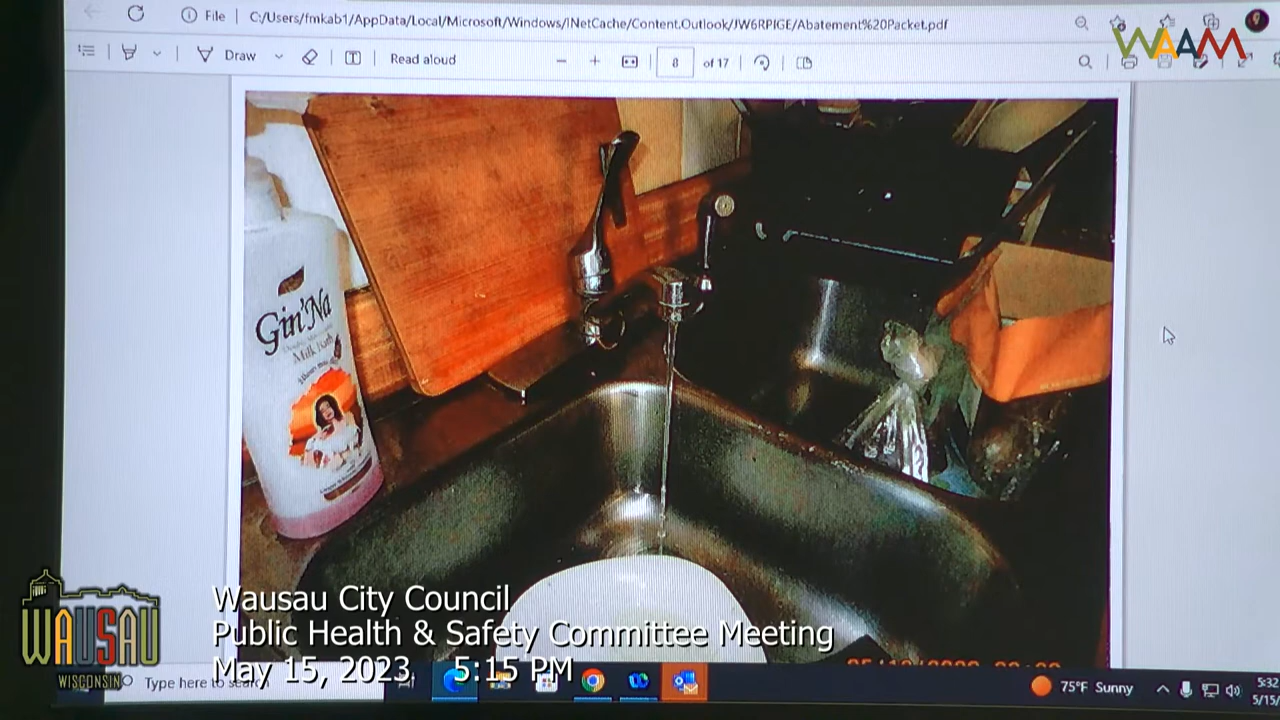 File
C:/Users/fmkab1/AppData/Local/Microsoft/Windows/INetCache/Content.Outlook/JW6RPIGE/Abatement%20Packet.pdf
WAAM
Draw
Read aloud
8 of 17
Gin'Na
Milk
Wausau City Council
Public Health & Safety Committee Meeting
May 15, 2023 5:15 PM
WAUSAU
WISCONSIN
Type here to search
75°F Sunny
5:32
5/15/